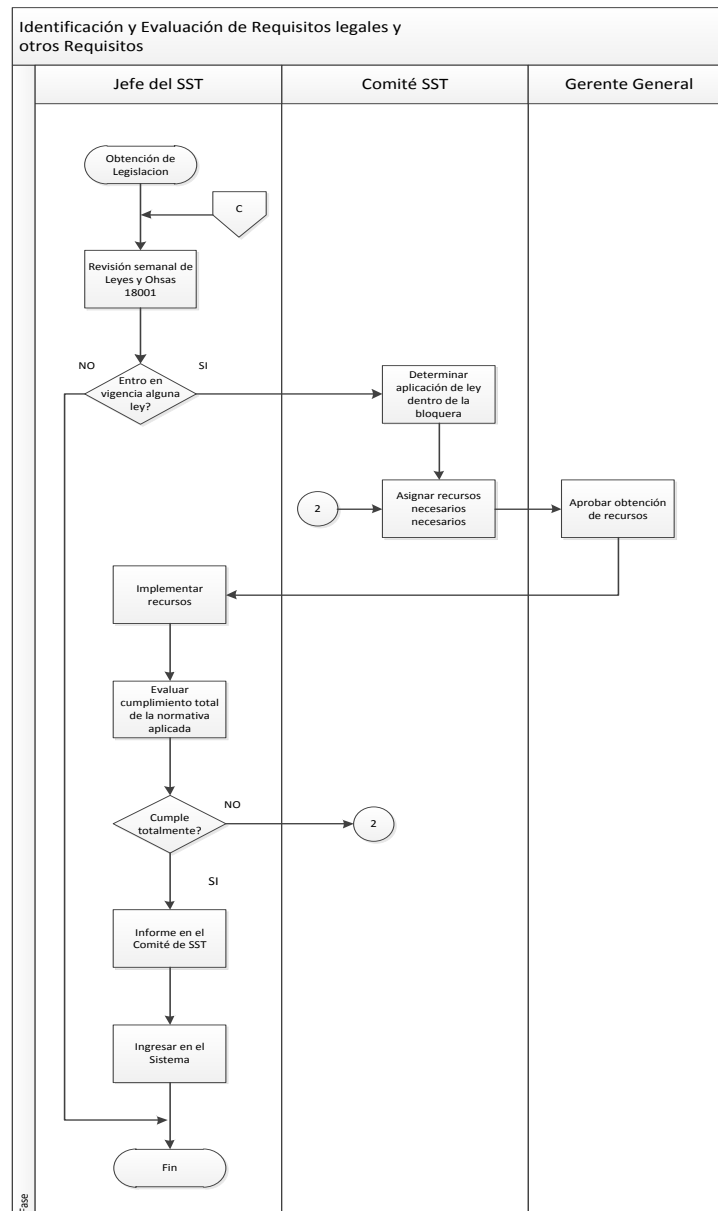 Identificación y Evaluación de Requisitos legales y
otros Requisitos
Jefe del SST
Comité SST
Gerente General
Obtención de
Legislacion
C
Revisión semanal de
Leyes y Ohsas
18001
NO
SI
Entro en
vigencia alguna
ley?
Determinar
aplicación de ley
dentro de la
bloquera
2
Asignar recursos
necesarios
necesarios
Aprobar obtención
de recursos
Implementar
recursos
Evaluar
cumplimiento total
de la normativa
aplicada
Cumple
totalmente?
NO
2
SI
Informe en el
Comité de SST
Ingresar en el
Sistema
Fin
Fase